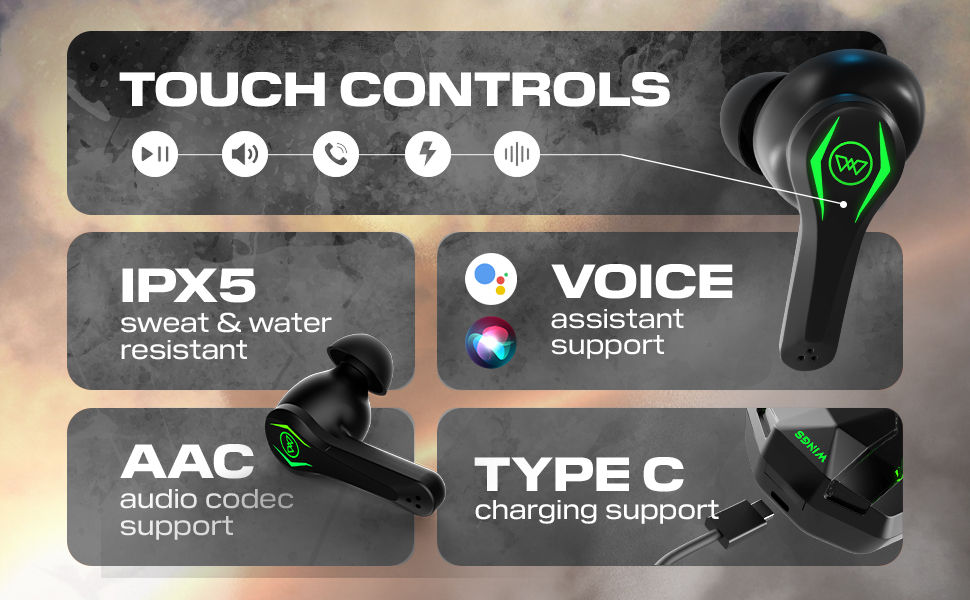 TOUCH CONTROLS
IPX5
sweat & water
resistant
VOICE
assistant
support
AAC
audio codec
support
TYPE C
charging support
WINGS